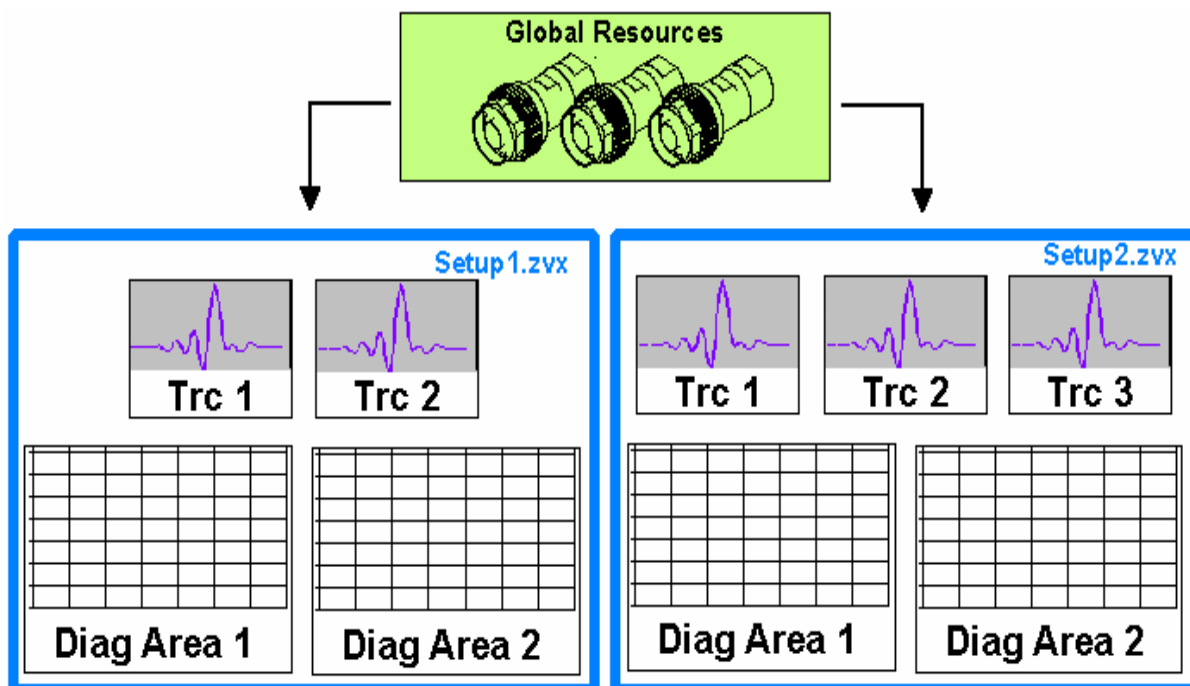 Global Resources
Setup1.zvx
Trc 1
Trc 2
Diag Area 1
Diag Area 2
Setup2.zvx
Trc 1
Trc 2
Trc 3
Diag Area 1
Diag Area 2